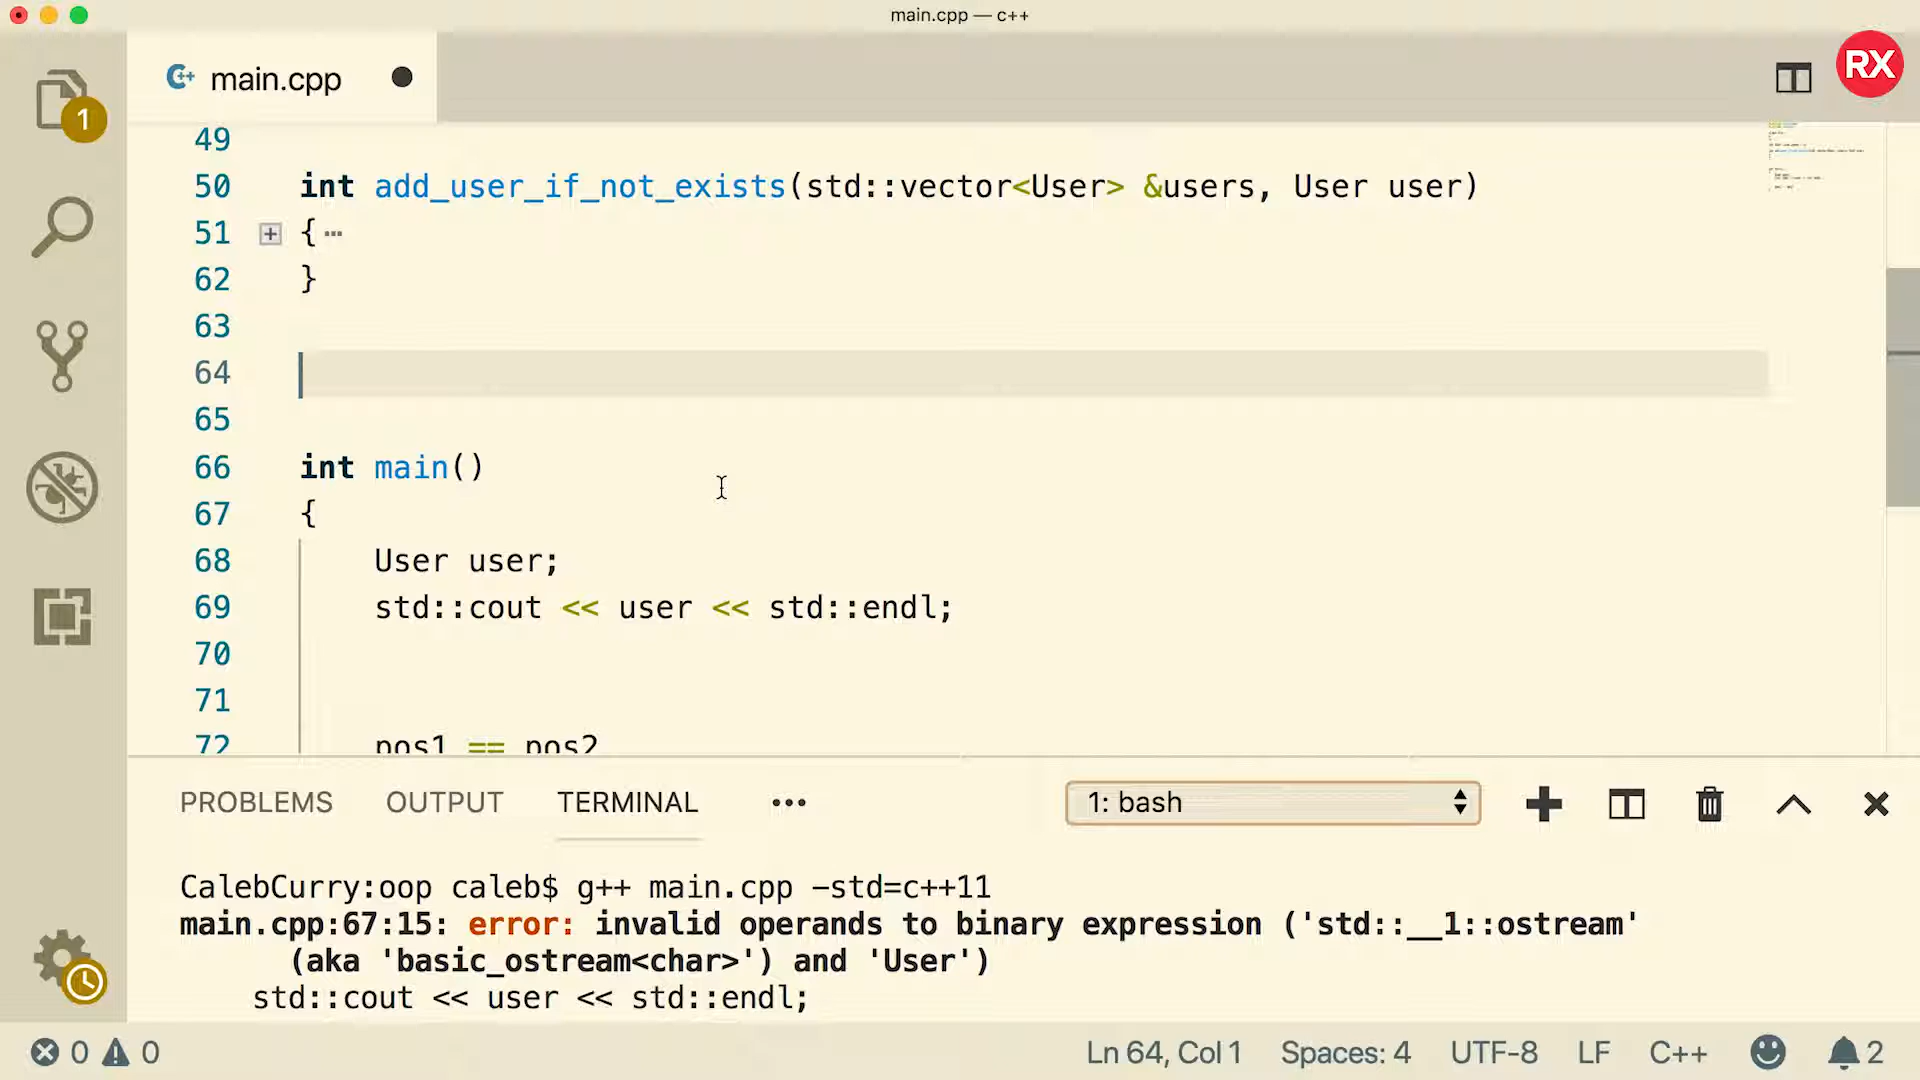 main.cpp — c++
RX
main.cpp
1
49
50 int add_user_if_not_exists(std::vector<User> &users, User user)
51 {
62 }
63
64
65
66 int main()
67 {
68 User user;
69 std::cout << user << std::endl;
70
71
72 pos1 == pos2
PROBLEMS OUTPUT TERMINAL ••• 1: bash
CalebCurry:oop caleb$ g++ main.cpp -std=c++11
main.cpp:67:15: error: invalid operands to binary expression ('std::__1::ostream'
(aka 'basic_ostream<char>') and 'User')
std::cout << user << std::endl;
0 0 Ln 64, Col 1 Spaces: 4 UTF-8 LF C++ 2